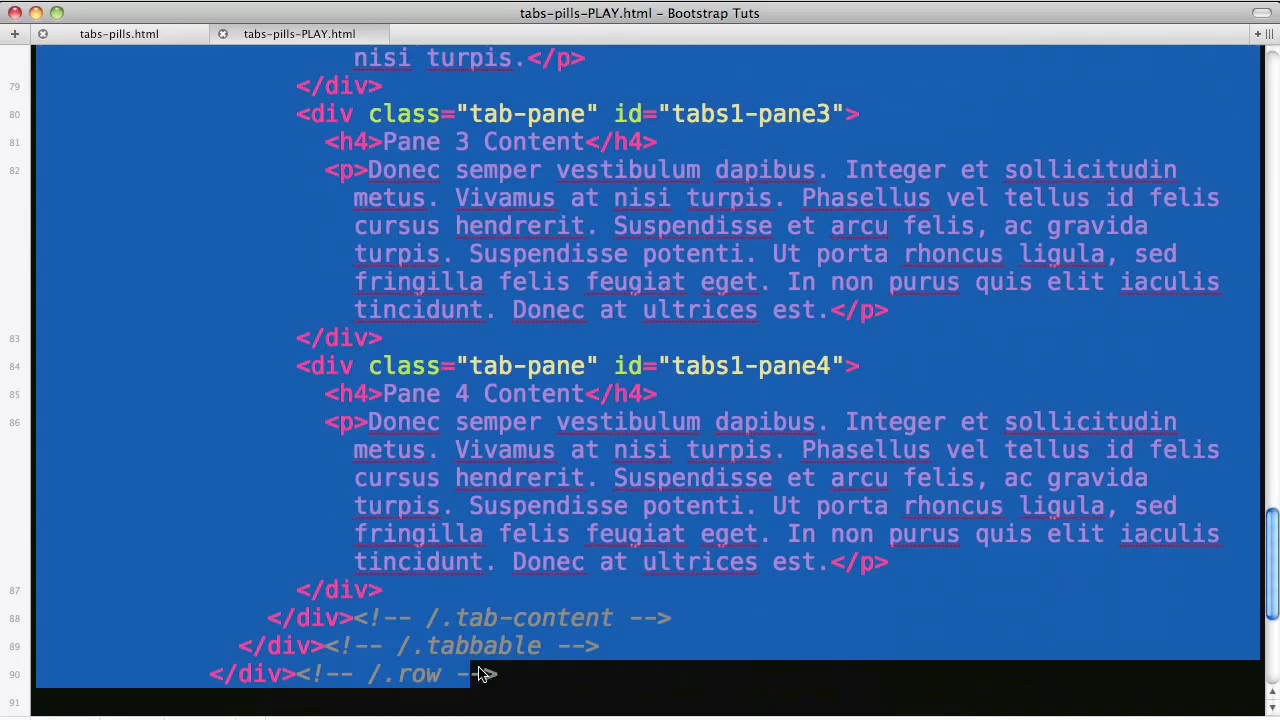 tabs-pills-PLAY.html – Bootstrap Tuts
tabs-pills.html tabs-pills-PLAY.html
nisi turpis.</p>
79 </div>
80 <div class="tab-pane" id="tabs1-pane3">
81 <h4>Pane 3 Content</h4>
82 <p>Donec semper vestibulum dapibus. Integer et sollicitudin
metus. Vivamus at nisi turpis. Phasellus vel tellus id felis
cursus hendrerit. Suspendisse et arcu felis, ac gravida
turpis. Suspendisse potenti. Ut porta rhoncus ligula, sed
fringilla felis feugiat eget. In non purus quis elit iaculis
tincidunt. Donec at ultrices est.</p>
83 </div>
84 <div class="tab-pane" id="tabs1-pane4">
85 <h4>Pane 4 Content</h4>
86 <p>Donec semper vestibulum dapibus. Integer et sollicitudin
metus. Vivamus at nisi turpis. Phasellus vel tellus id felis
cursus hendrerit. Suspendisse et arcu felis, ac gravida
turpis. Suspendisse potenti. Ut porta rhoncus ligula, sed
fringilla felis feugiat eget. In non purus quis elit iaculis
tincidunt. Donec at ultrices est.</p>
87 </div>
88 </div><!-- /.tab-content -->
89 </div><!-- /.tabbable -->
90 </div><!-- /.row -->
91